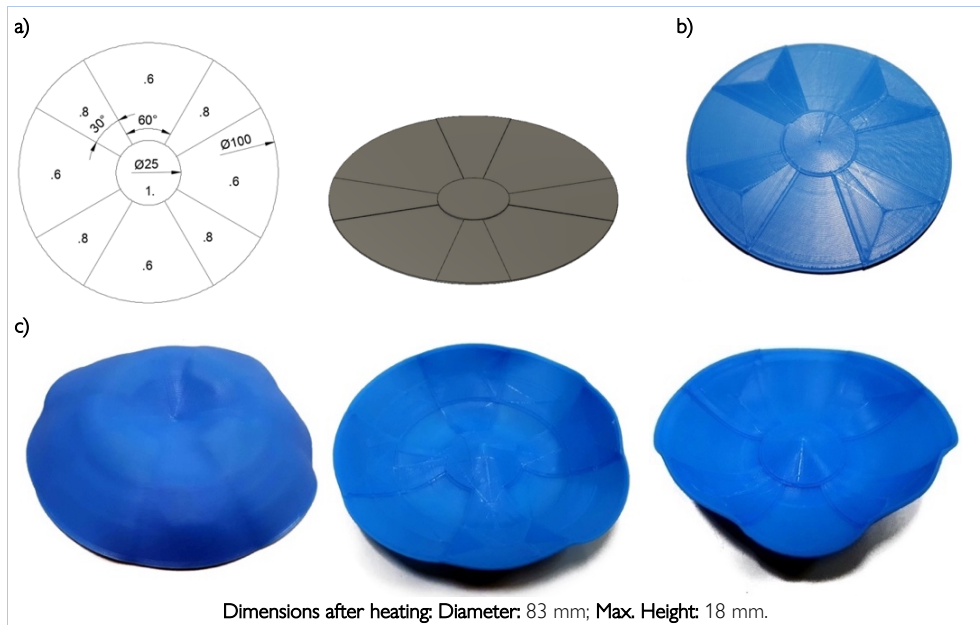 a)
b)
.6
.8
.8
30°
60°
Ø100
Ø25
.6
.6
1.
.8
.8
.6
c)
Dimensions after heating: Diameter: 83 mm; Max. Height: 18 mm.